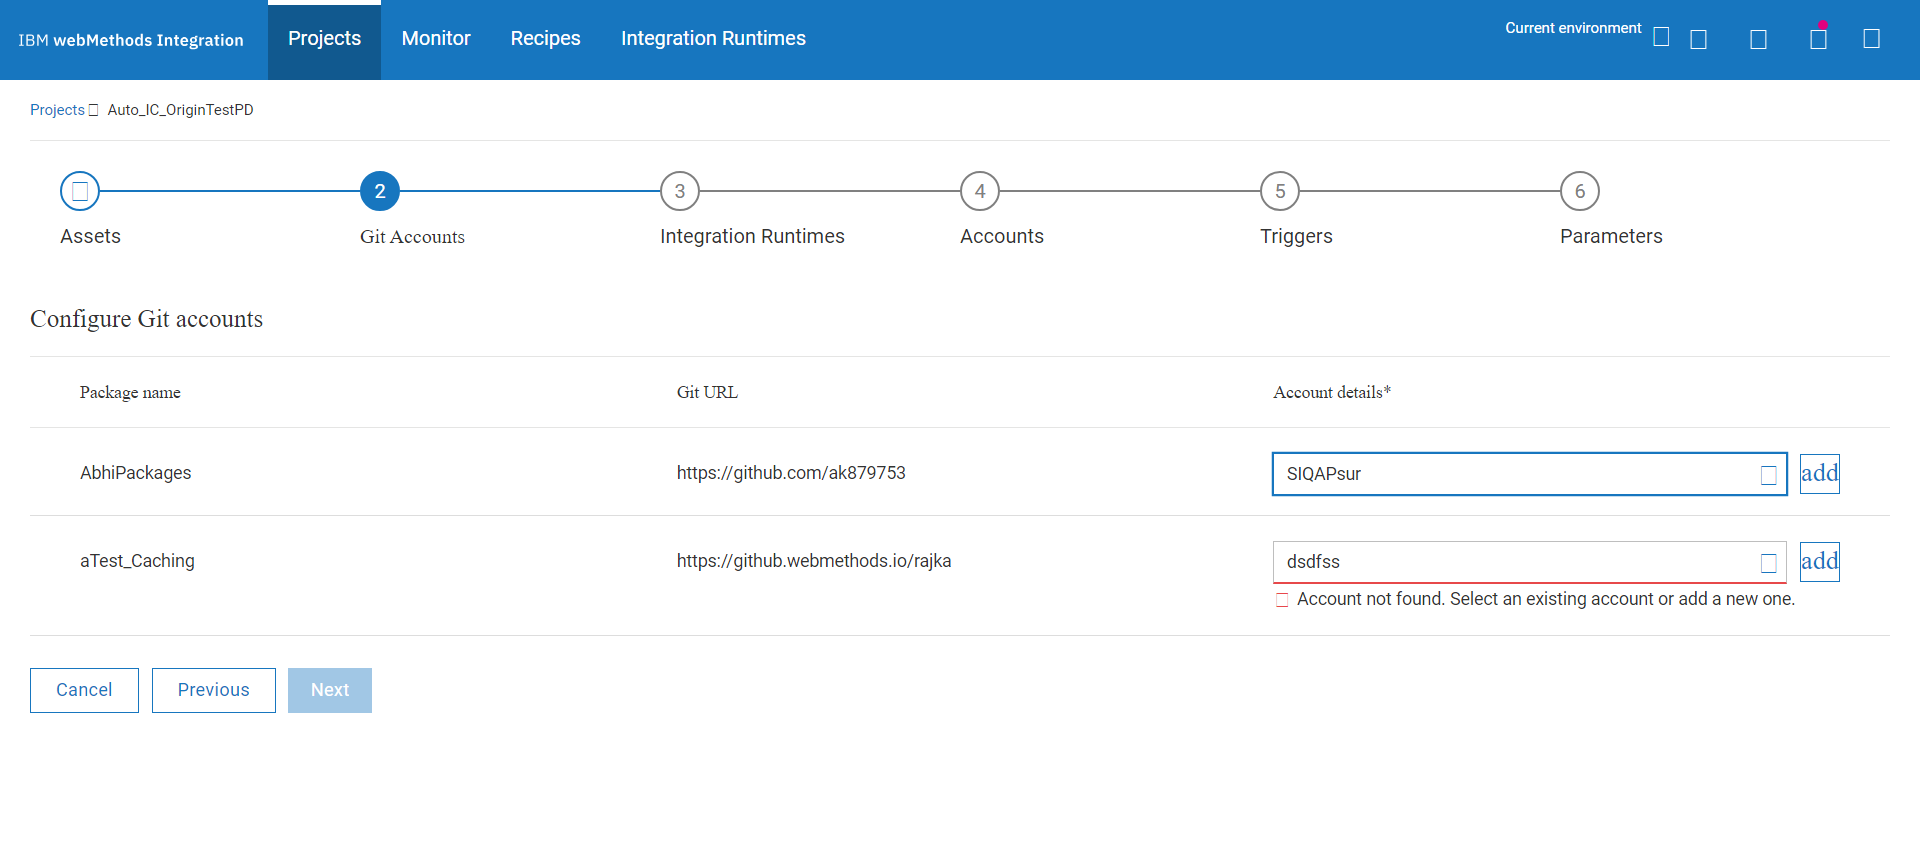 IBM webMethods Integration
Projects
Monitor
Recipes
Integration Runtimes
Current environment
Projects Auto_IC_OriginTestPD
2
3
4
5
6
Assets
Git Accounts
Integration Runtimes
Accounts
Triggers
Parameters
Configure Git accounts
Package name
Git URL
Account details*
AbhiPackages
https://github.com/ak879753
SIQAPsur
add
aTest_Caching
https://github.webmethods.io/rajka
dsdfss
add
Account not found. Select an existing account or add a new one.
Cancel
Previous
Next